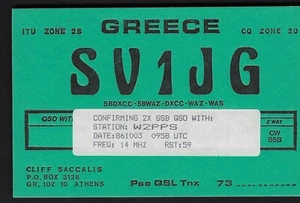 GREECE
ITU ZONE 28
CQ ZONE 20
SV1JG
5BDXCC-5BWAZ-DXCC-WAZ-WAS
QSO WITH
2 WAY
CONFIRMING 2X SSB QSO WITH:
STATION: W2PPS
DATE:861003 0958 UTC
FREQ: 14 MHZ RST:59
CW
SSB
CLIFF SACCALIS
P.O. BOX 3128
GR. 102 10 ATHENS
Pse QSL Tnx 73